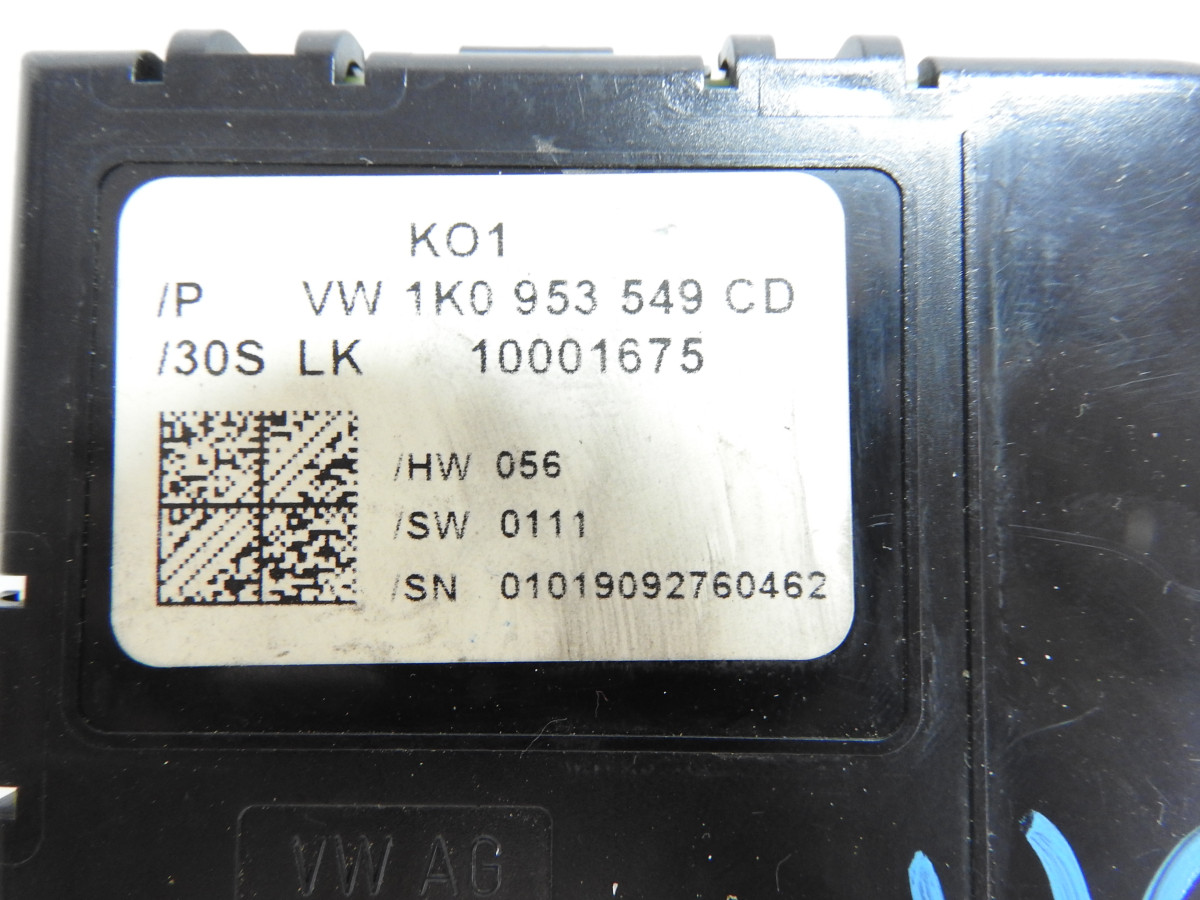 KO1
/P VW 1K0 953 549 CD
/30S LK 10001675
/HW 056
/SW 0111
/SN 01019092760462
VW AG